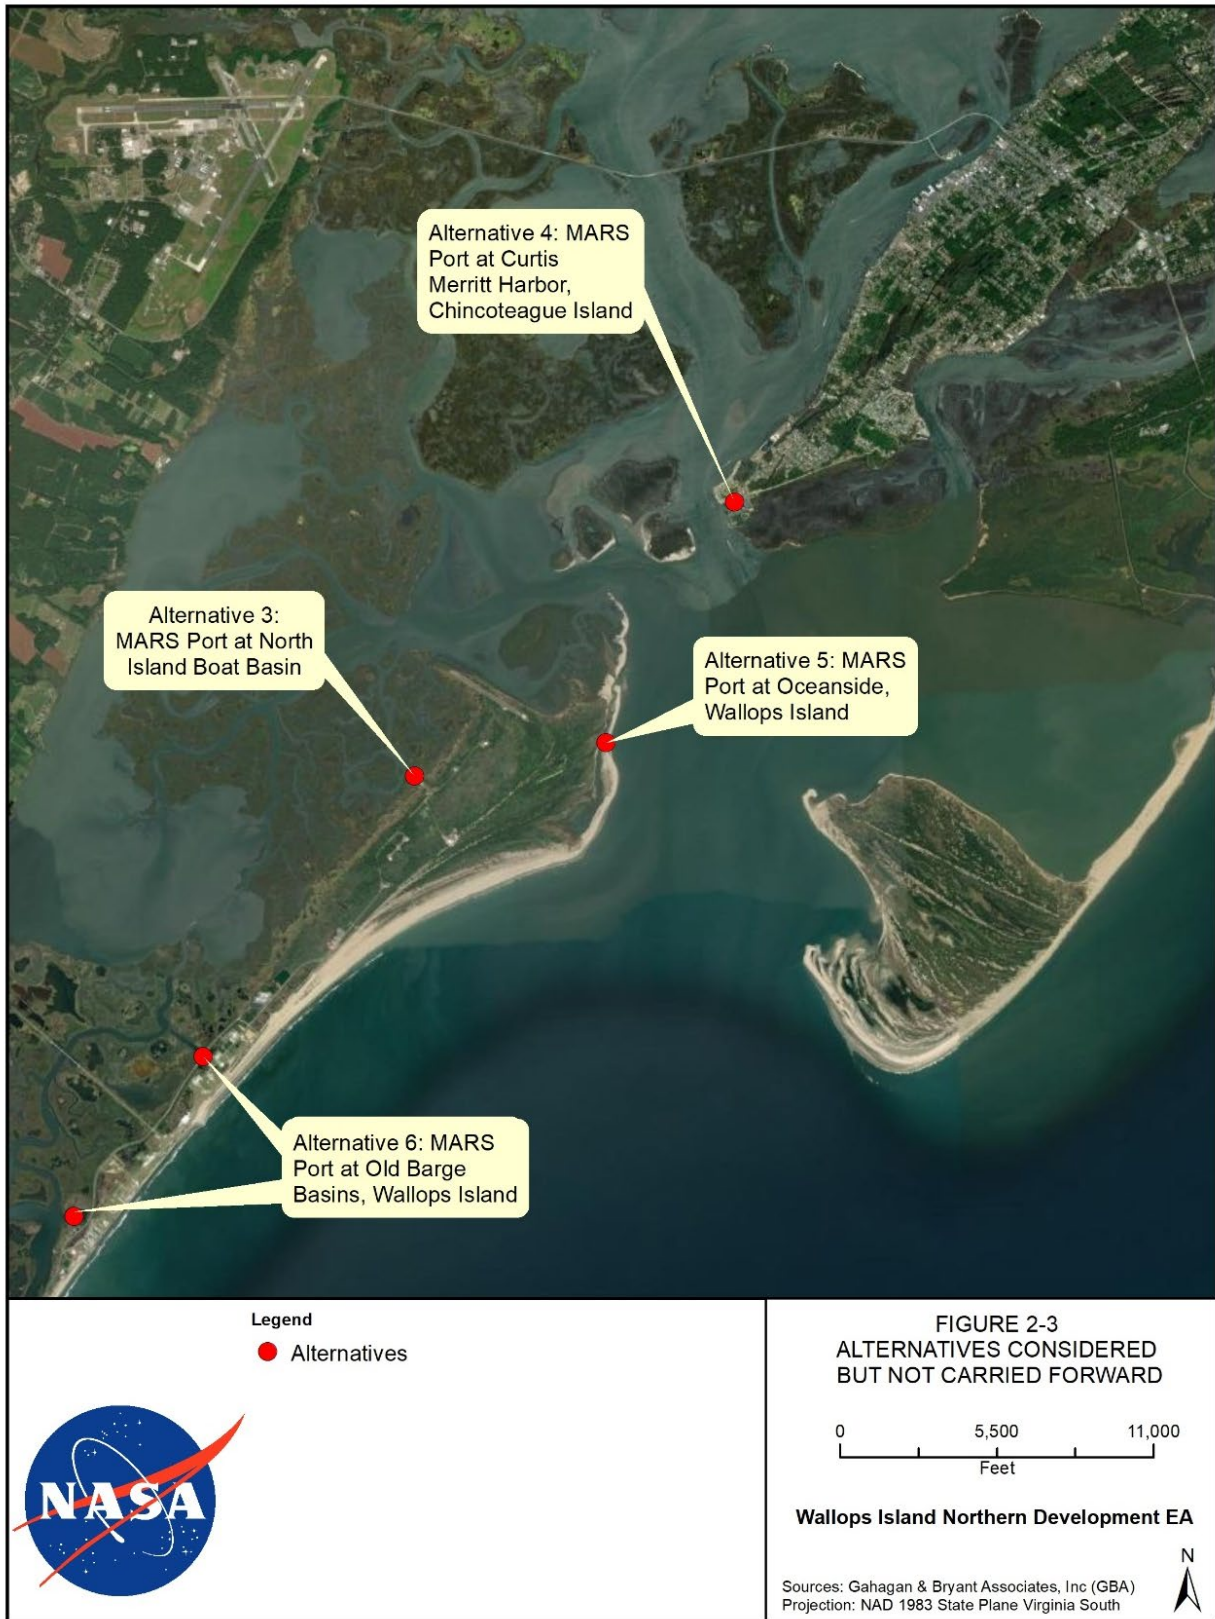 Alternative 4: MARS
Port at Curtis
Merritt Harbor,
Chincoteague Island
Alternative 3:
MARS Port at North
Island Boat Basin
Alternative 5: MARS
Port at Oceanside,
Wallops Island
Alternative 6: MARS
Port at Old Barge
Basins, Wallops Island
Legend
Alternatives
NASA
FIGURE 2-3
ALTERNATIVES CONSIDERED
BUT NOT CARRIED FORWARD
0 5,500 11,000
Feet
Wallops Island Northern Development EA
N
Sources: Gahagan & Bryant Associates, Inc (GBA)
Projection: NAD 1983 State Plane Virginia South